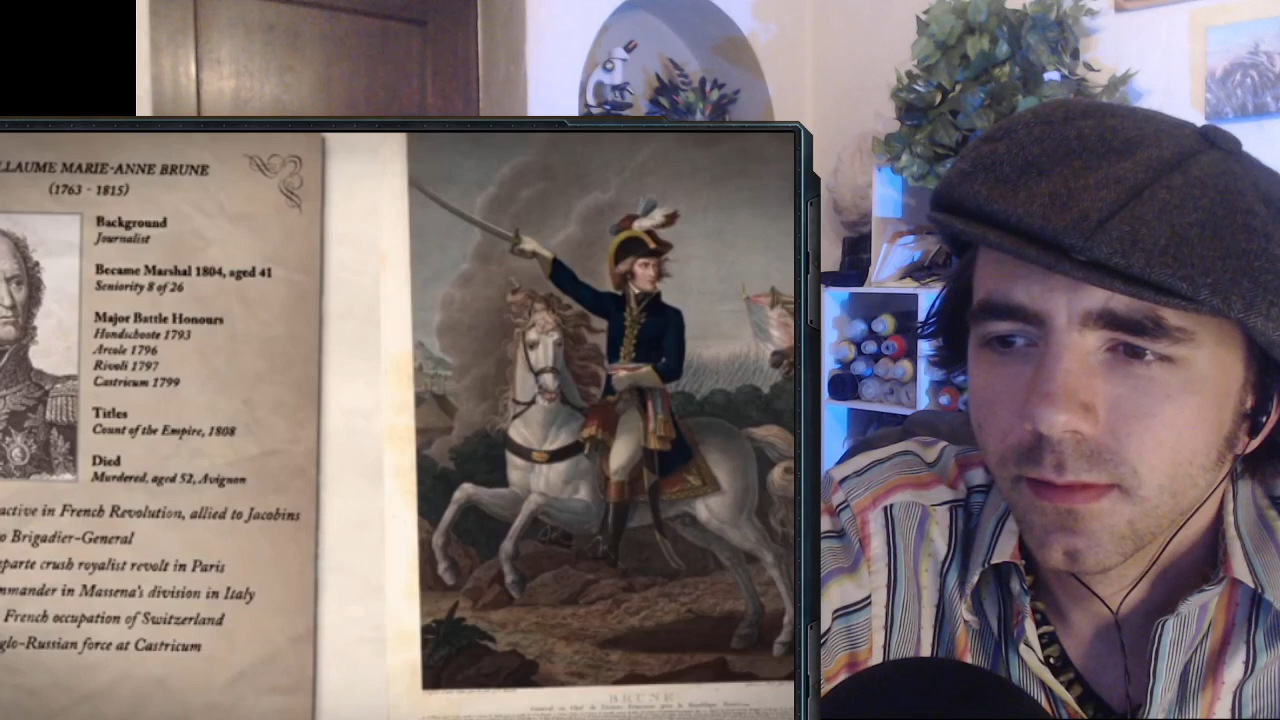 LLAUME MARIE-ANNE BRUNE
(1763 - 1815)
Background
Journalist
Became Marshal 1804, aged 41
Seniority 8 of 26
Major Battle Honours
Hondschoote 1793
Arcole 1796
Rivoli 1797
Castricum 1799
Titles
Count of the Empire, 1808
Died
Murdered, aged 52, Avignon
active in French Revolution, allied to Jacobins
o Brigadier-General
parte crush royalist revolt in Paris
mmander in Massena's division in Italy
French occupation of Switzerland
glo-Russian force at Castricum
BRUNE